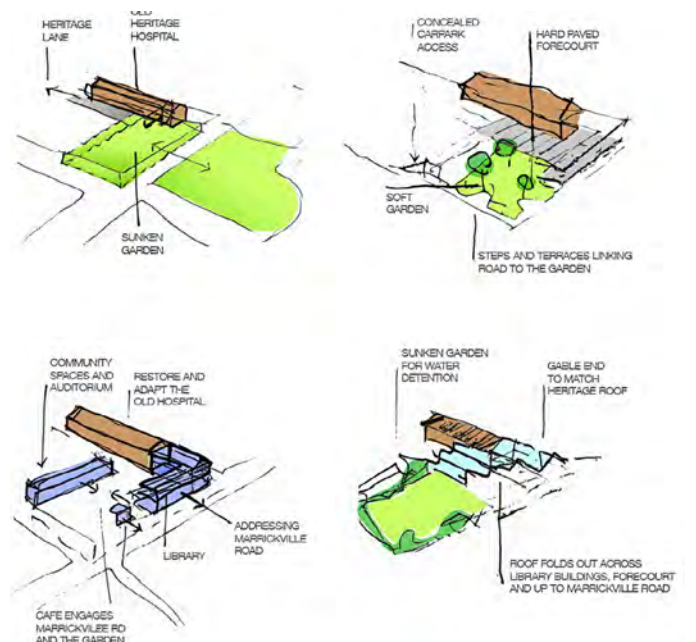 HERITAGE
LANE
OLD
HERITAGE
HOSPITAL
SUNKEN
GARDEN
CONCEALED
CARPARK
ACCESS
HARD PAVED
FORECOURT
SOFT
GARDEN
STEPS AND TERRACES LINKING
ROAD TO THE GARDEN
COMMUNITY
SPACES AND
AUDITORIUM
RESTORE AND
ADAPT THE
OLD HOSPITAL
ADDRESSING
MARRICKVILLE
ROAD
LIBRARY
CAFE ENGAGES
MARRICKVILEE RD
AND THE GARDEN
SUNKEN GARDEN
FOR WATER
DETENTION
GABLE END
TO MATCH
HERITAGE ROOF
ROOF FOLDS OUT ACROSS
LIBRARY BUILDINGS, FORECOURT
AND UP TO MARRICKVILLE ROAD